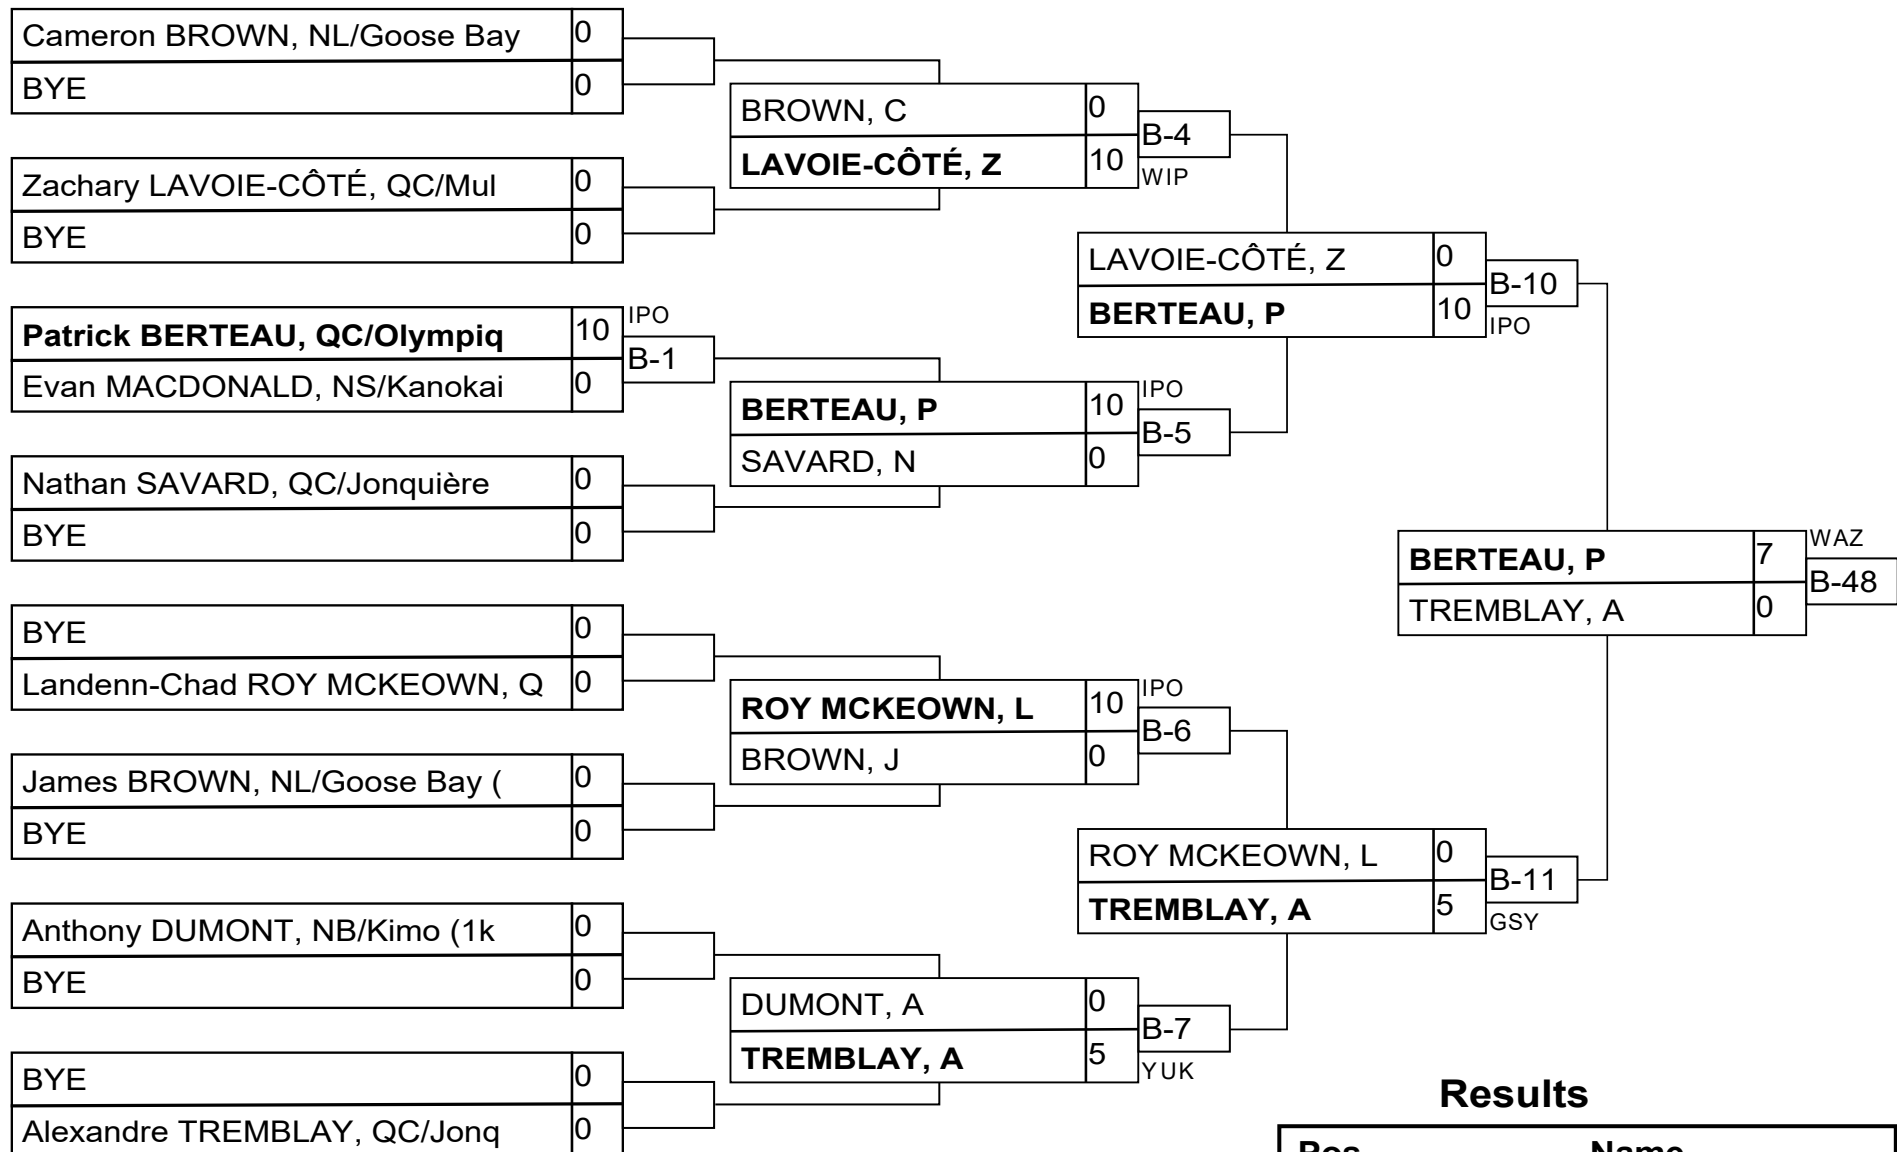 Cameron BROWN, NL/Goose Bay 0
BYE 0
Zachary LAVOIE-CÔTÉ, QC/Mul 0
BYE 0
Patrick BERTEAU, QC/Olympiq 10
IPO
B-1
Evan MACDONALD, NS/Kanokai 0
Nathan SAVARD, QC/Jonquière 0
BYE 0
BYE 0
Landenn-Chad ROY MCKEOWN, Q 0
James BROWN, NL/Goose Bay ( 0
BYE 0
Anthony DUMONT, NB/Kimo (1k 0
BYE 0
BYE 0
Alexandre TREMBLAY, QC/Jonq 0
BROWN, C 0
B-4
LAVOIE-CÔTÉ, Z 10
WIP
BERTEAU, P 10
IPO
B-5
SAVARD, N 0
ROY MCKEOWN, L 10
IPO
B-6
BROWN, J 0
DUMONT, A 0
B-7
TREMBLAY, A 5
YUK
LAVOIE-CÔTÉ, Z 0
B-10
BERTEAU, P 10
IPO
ROY MCKEOWN, L 0
B-11
TREMBLAY, A 5
GSY
BERTEAU, P 7
WAZ
B-48
TREMBLAY, A 0
Results
Pos Name